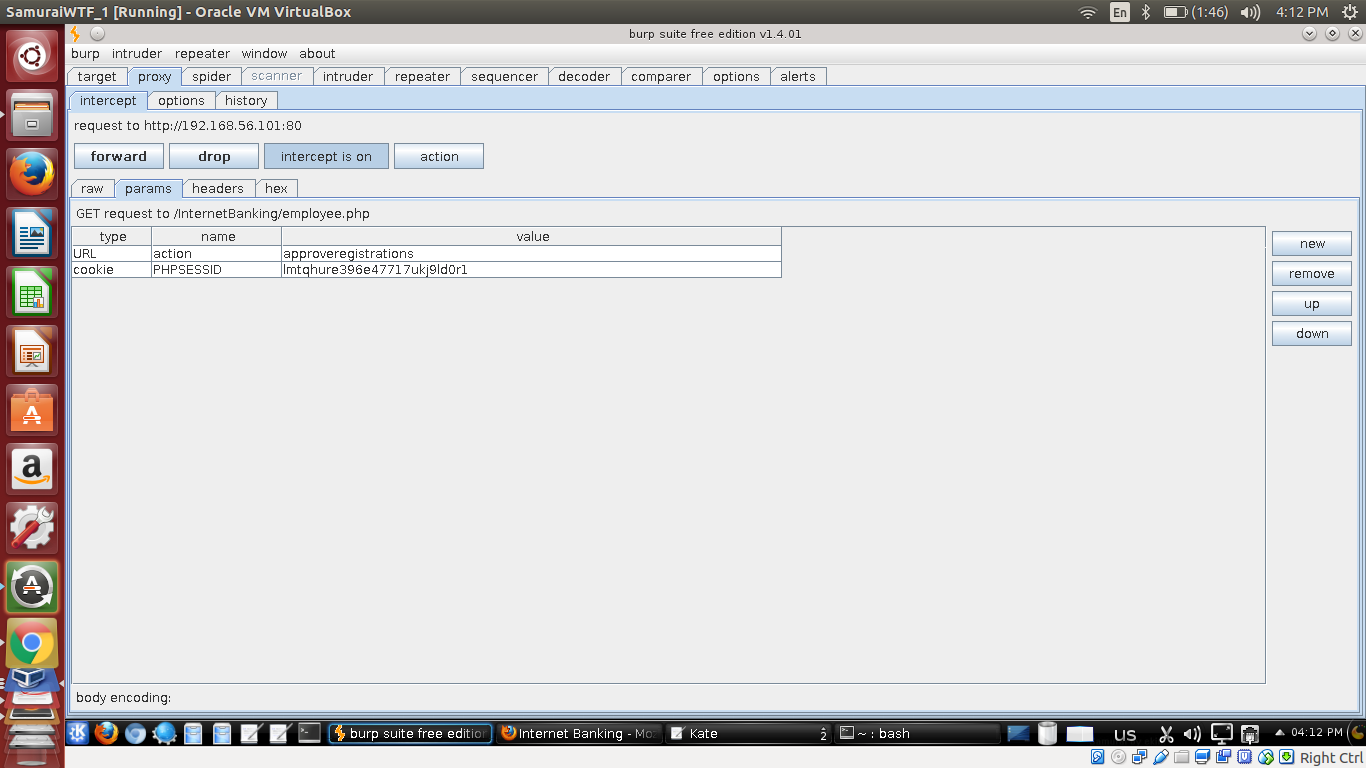 SamuraiWTF_1 [Running] - Oracle VM VirtualBox
En
(1:46)
4:12 PM
burp suite free edition v1.4.01
burp intruder repeater window about
target proxy spider scanner intruder repeater sequencer decoder comparer options alerts
intercept options history
request to http://192.168.56.101:80
forward drop intercept is on action
raw params headers hex
GET request to /InternetBanking/employee.php
type name value
URL action approveregistrations
cookie PHPSESSID lmtqhure396e47717ukj9ld0r1
new
remove
up
down
body encoding:
burp suite free edition
Internet Banking - Mo
Kate 2
~ : bash
US
04:12 PM
Right Ctrl